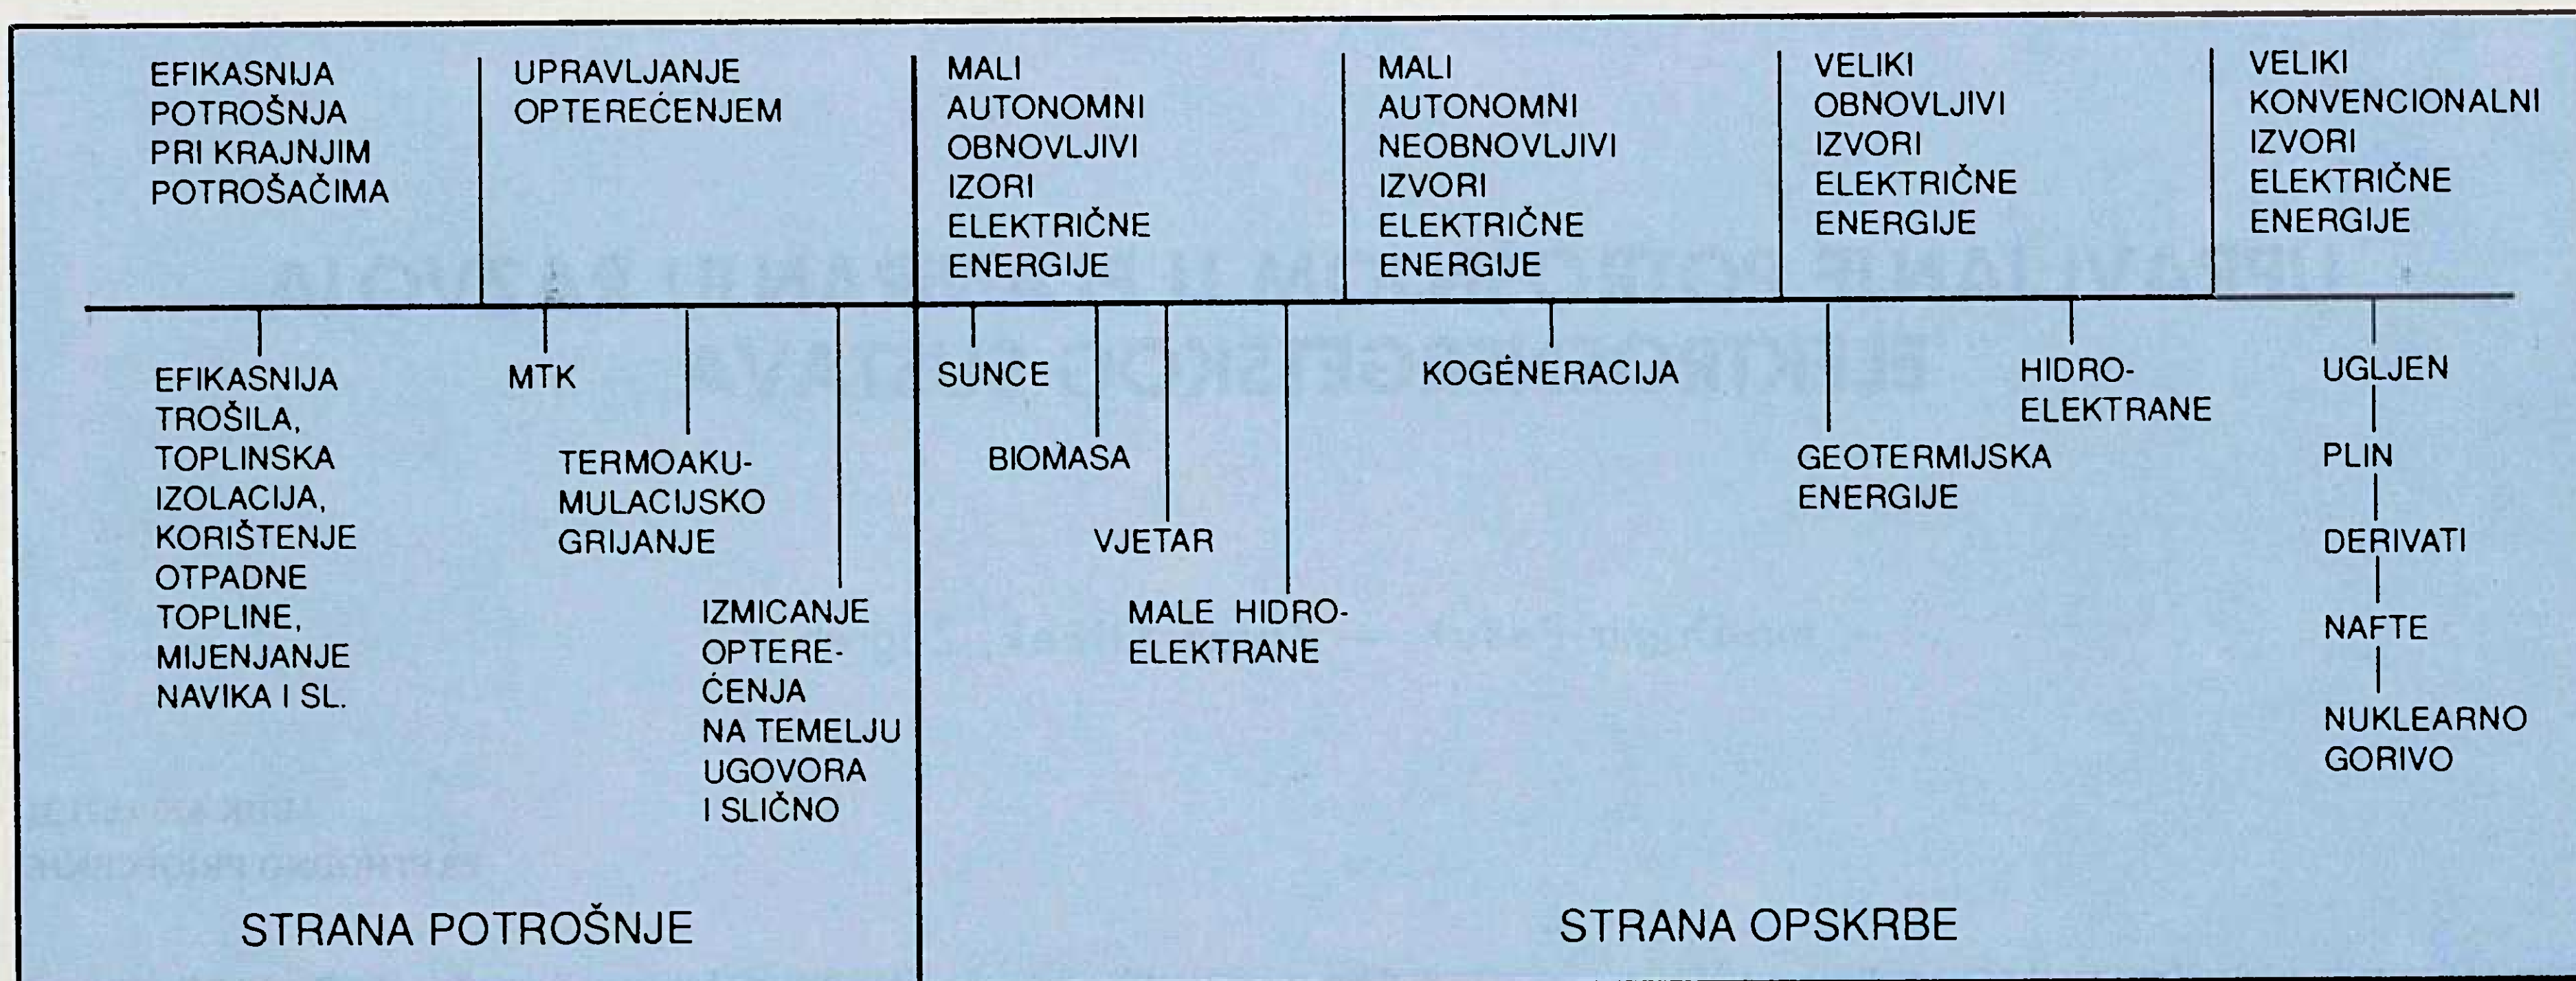 EFIKASNIJA
POTROŠNJA
PRI KRAJNJIM
POTROŠAČIMA
UPRAVLJANJE
OPTEREĆENJEM
MALI
AUTONOMNI
OBNOVLJIVI
IZORI
ELEKTRIČNE
ENERGIJE
MALI
AUTONOMNI
NEOBNOVLJIVI
IZVORI
ELEKTRIČNE
ENERGIJE
VELIKI
OBNOVLJIVI
IZVORI
ELEKTRIČNE
ENERGIJE
VELIKI
KONVENCIONALNI
IZVORI
ELEKTRIČNE
ENERGIJE
EFIKASNIJA
TROŠILA,
TOPLINSKA
IZOLACIJA,
KORIŠTENJE
OTPADNE
TOPLINE,
MIJENJANJE
NAVIKA I SL.
MTK
TERMOAKU-
MULACIJSKO
GRIJANJE
IZMICANJE
OPTERE-
ĆENJA
NA TEMELJU
UGOVORA
I SLIČNO
SUNCE
BIOMASA
VJETAR
MALE HIDRO-
ELEKTRANE
KOGENERACIJA
GEOTERMIJSKA
ENERGIJE
HIDRO-
ELEKTRANE
UGLJEN
PLIN
DERIVATI
NAFTE
NUKLEARNO
GORIVO
STRANA POTROŠNJE
STRANA OPSKRBE